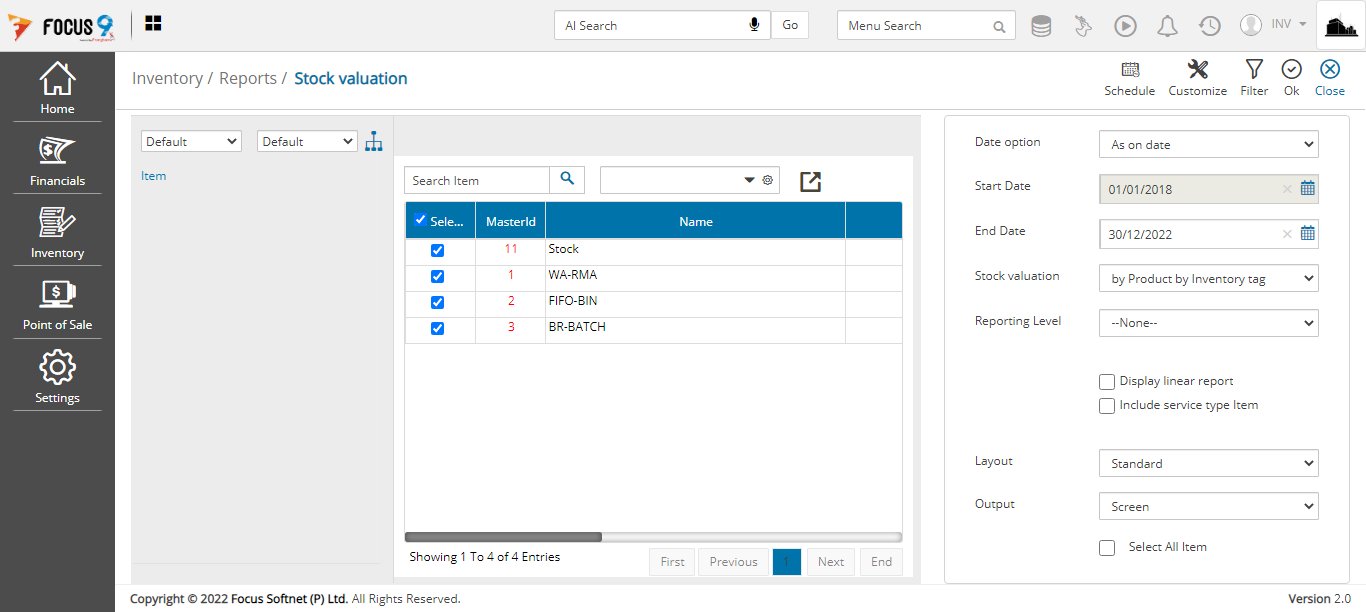 FOCUS 9
AI Search
Go
Menu Search
INV
Home
Financials
Inventory
Point of Sale
Settings
Inventory / Reports / Stock valuation
Schedule
Customize
Filter
Ok
Close
Default
Default
Item
Search Item
Sele... MasterId Name
11 Stock
1 WA-RMA
2 FIFO-BIN
3 BR-BATCH
Showing 1 To 4 of 4 Entries
First
Previous
1
Next
End
Date option As on date
Start Date 01/01/2018
End Date 30/12/2022
Stock valuation by Product by Inventory tag
Reporting Level --None--
Display linear report
Include service type Item
Layout Standard
Output Screen
Select All Item
Copyright © 2022 Focus Softnet (P) Ltd. All Rights Reserved.
Version 2.0